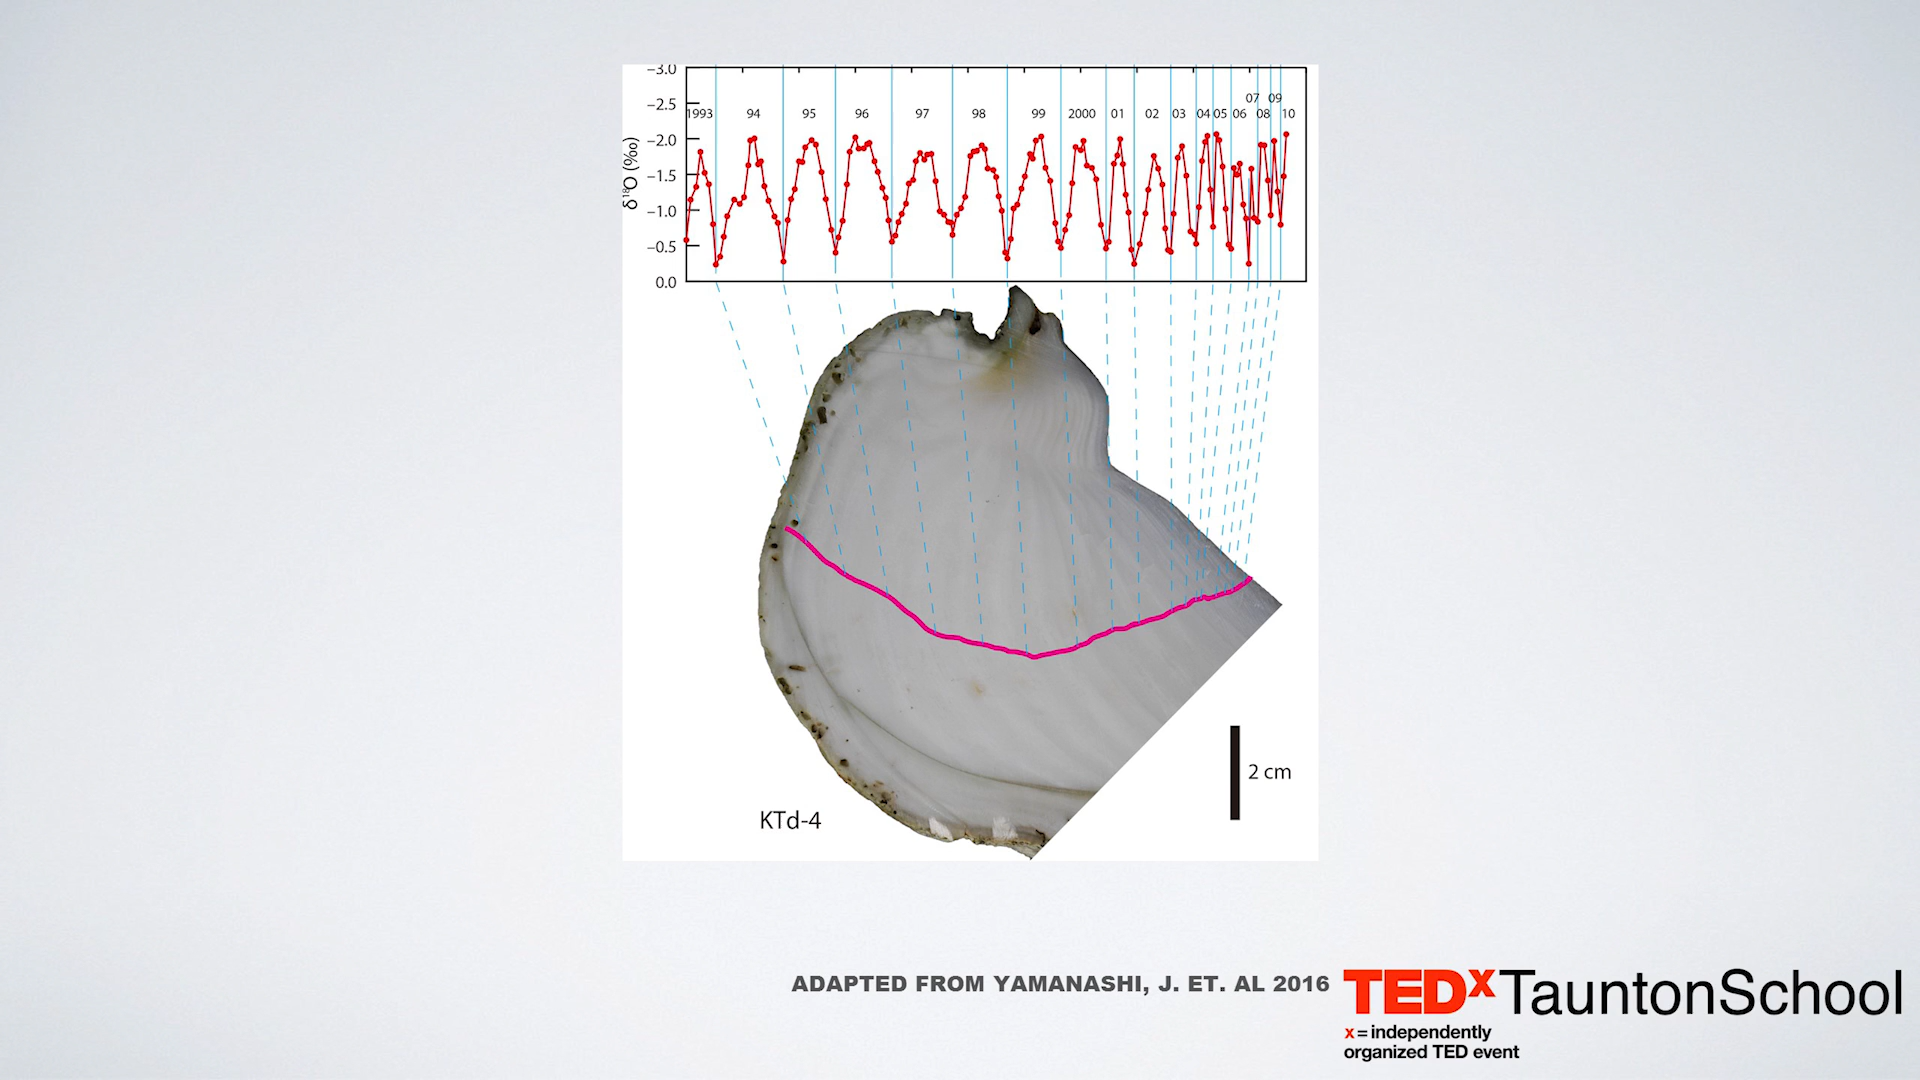 −3.0
−2.5
−2.0
−1.5
−1.0
−0.5
0.0
δ¹⁸O (‰)
07 09
1993 94 95 96 97 98 99 2000 01 02 03 04 05 06 08 10
2 cm
KTd-4
ADAPTED FROM YAMANASHI, J. ET. AL 2016
TEDx TauntonSchool
x = independently
organized TED event